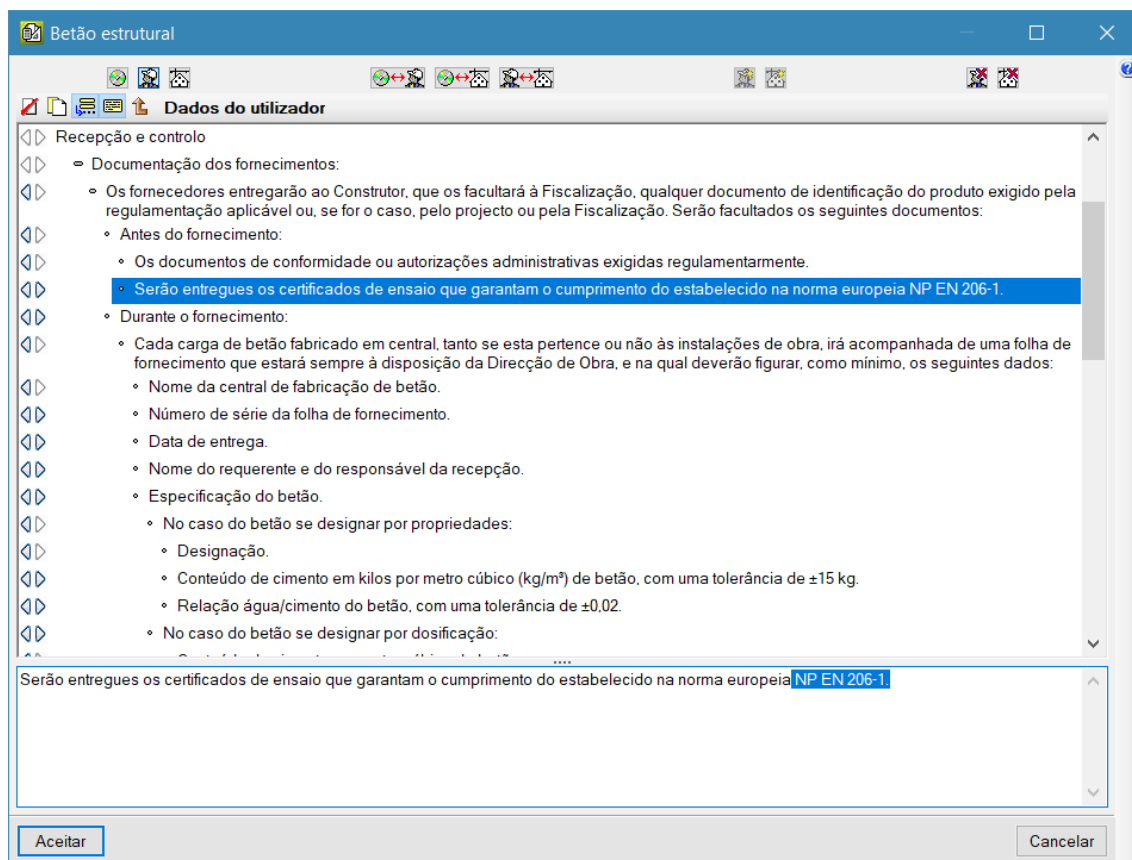 Betão estrutural
Dados do utilizador
Recepção e controlo
Documentação dos fornecimentos:
Os fornecedores entregarão ao Construtor, que os facultará à Fiscalização, qualquer documento de identificação do produto exigido pela
regulamentação aplicável ou, se for o caso, pelo projecto ou pela Fiscalização. Serão facultados os seguintes documentos:
Antes do fornecimento:
Os documentos de conformidade ou autorizações administrativas exigidas regulamentarmente.
Serão entregues os certificados de ensaio que garantam o cumprimento do estabelecido na norma europeia NP EN 206-1.
Durante o fornecimento:
Cada carga de betão fabricado em central, tanto se esta pertence ou não às instalações de obra, irá acompanhada de uma folha de
fornecimento que estará sempre à disposição da Direcção de Obra, e na qual deverão figurar, como mínimo, os seguintes dados:
Nome da central de fabricação de betão.
Número de série da folha de fornecimento.
Data de entrega.
Nome do requerente e do responsável da recepção.
Especificação do betão.
No caso do betão se designar por propriedades:
Designação.
Conteúdo de cimento em kilos por metro cúbico (kg/m³) de betão, com uma tolerância de ±15 kg.
Relação água/cimento do betão, com uma tolerância de ±0,02.
No caso do betão se designar por dosificação:
Serão entregues os certificados de ensaio que garantam o cumprimento do estabelecido na norma europeia NP EN 206-1.
Aceitar
Cancelar